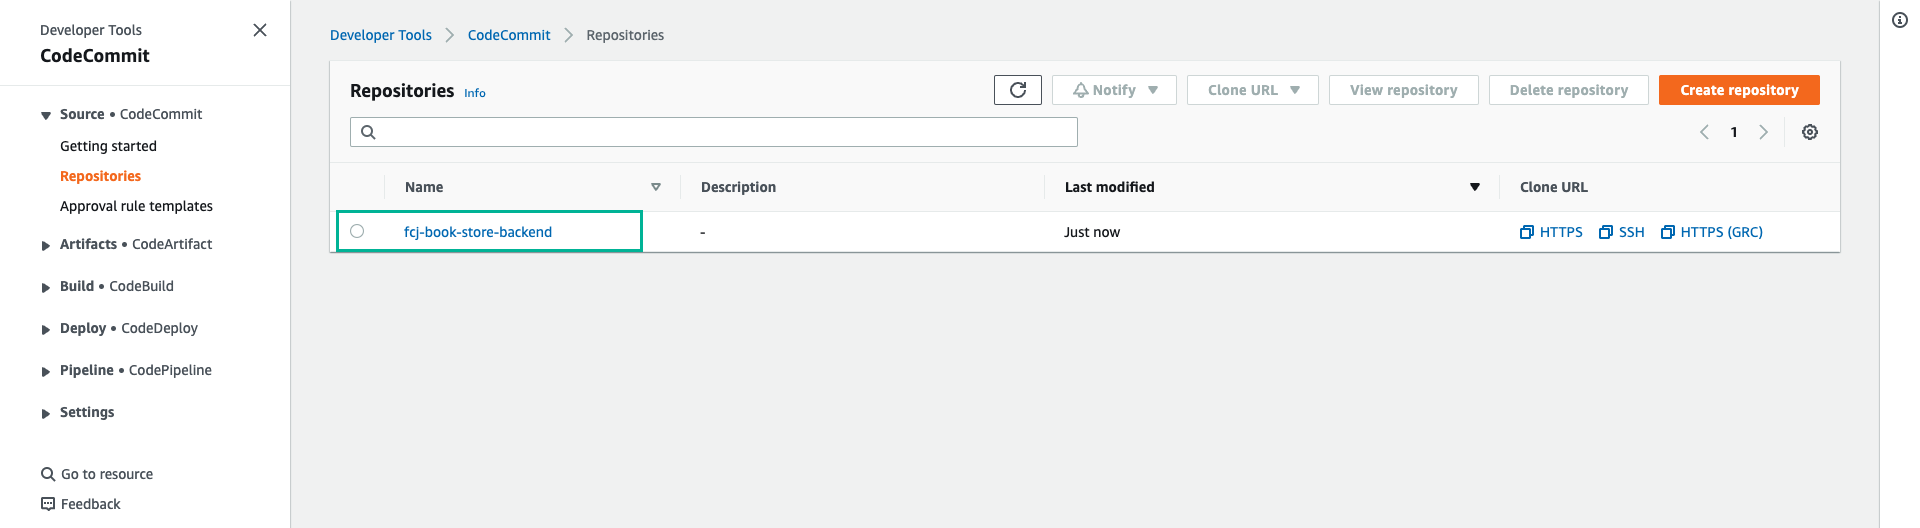 Developer Tools
CodeCommit
Source • CodeCommit
Getting started
Repositories
Approval rule templates
Artifacts • CodeArtifact
Build • CodeBuild
Deploy • CodeDeploy
Pipeline • CodePipeline
Settings
Go to resource
Feedback
Developer Tools CodeCommit Repositories
Repositories Info Notify Clone URL View repository Delete repository Create repository
1
Name Description Last modified Clone URL
fcj-book-store-backend - Just now HTTPS SSH HTTPS (GRC)